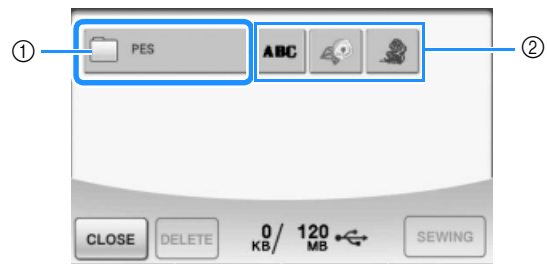 ① PES ABC ②
CLOSE DELETE 0 KB/ 120 MB SEWING